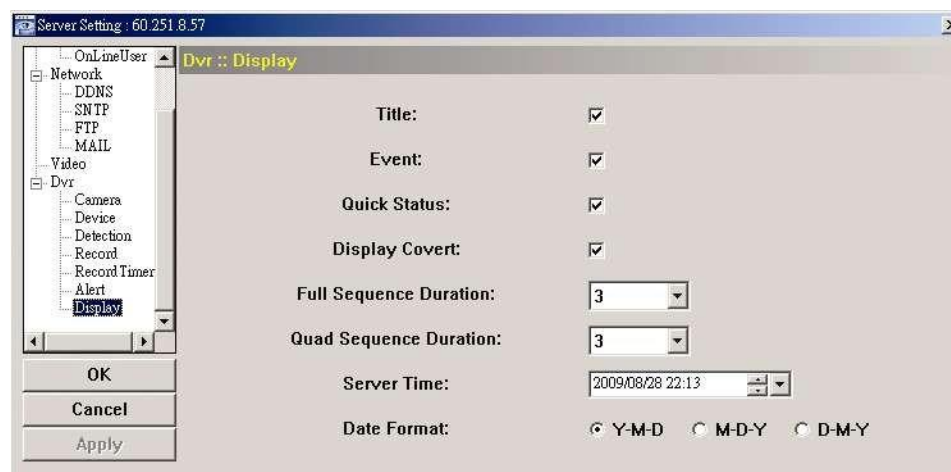 Server Setting : 60.251.8.57
OnLineUser
Network
DDNS
SNTP
FTP
MAIL
Video
Dvr
Camera
Device
Detection
Record
Record Timer
Alert
Display
OK
Cancel
Apply
Dvr :: Display
Title:
Event:
Quick Status:
Display Covert:
Full Sequence Duration: 3
Quad Sequence Duration: 3
Server Time: 2009/08/28 22:13
Date Format: Y-M-D M-D-Y D-M-Y